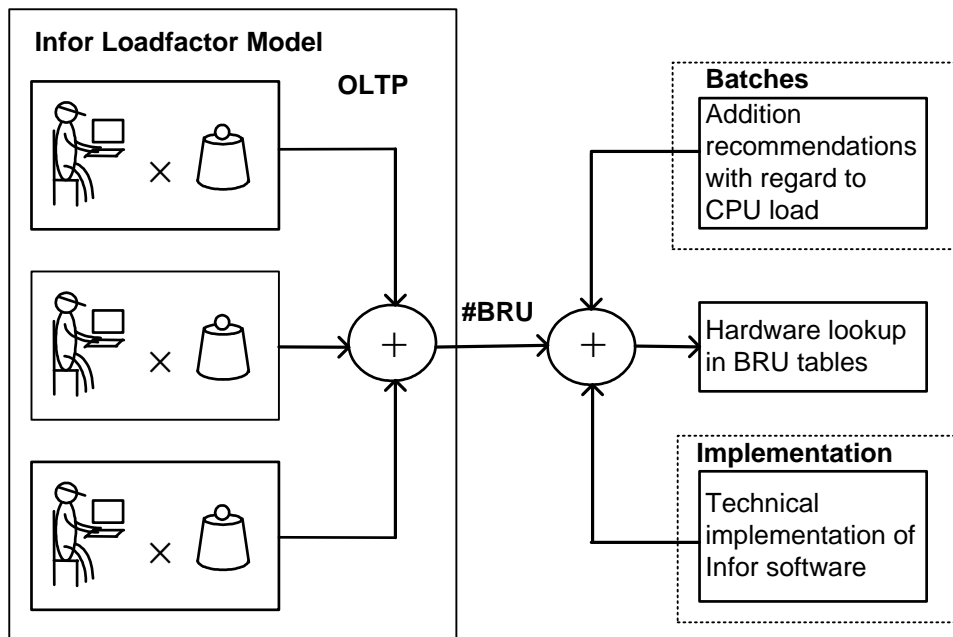 Infor Loadfactor Model
OLTP
×
×
×
+
#BRU
+
Batches
Addition
recommendations
with regard to
CPU load
Hardware lookup
in BRU tables
Implementation
Technical
implementation of
Infor software